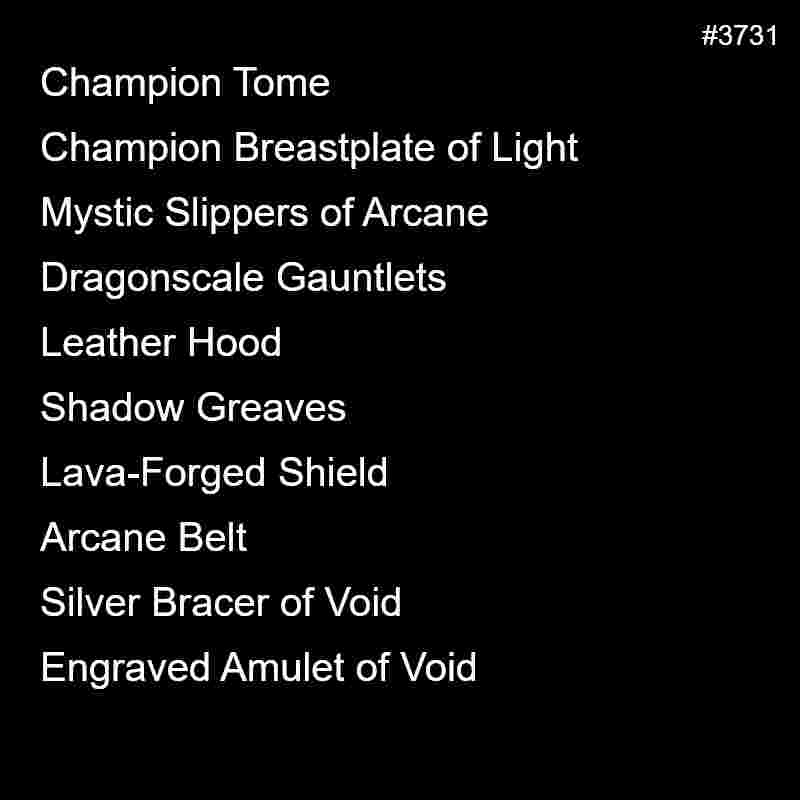 #3731
Champion Tome
Champion Breastplate of Light
Mystic Slippers of Arcane
Dragonscale Gauntlets
Leather Hood
Shadow Greaves
Lava-Forged Shield
Arcane Belt
Silver Bracer of Void
Engraved Amulet of Void